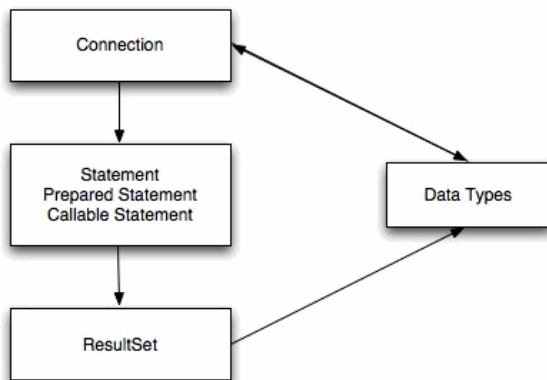 Connection
Statement
Prepared Statement
Callable Statement
Data Types
ResultSet